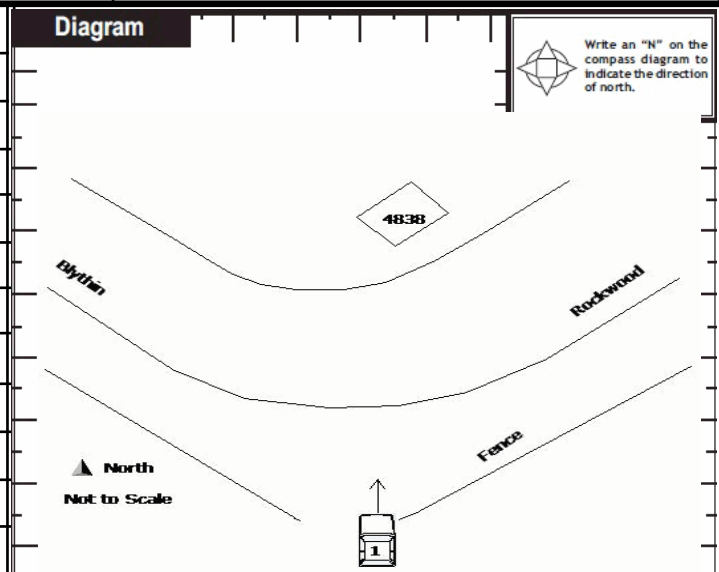 Diagram
Write an “N” on the
compass diagram to
indicate the direction
of north.
4838
Blythin
Rockwood
Fence
North
Not to Scale
1